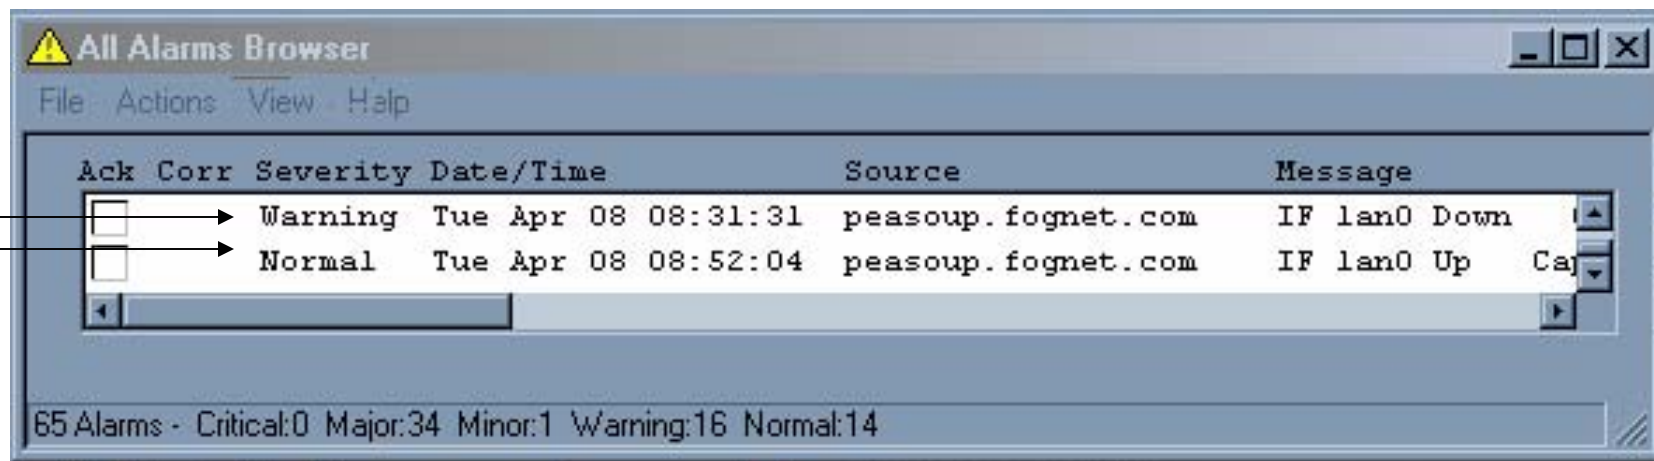 All Alarms Browser
File Actions View Help
Ack Corr Severity Date/Time Source Message
Warning Tue Apr 08 08:31:31 peasoup.fognet.com IF lan0 Down
Normal Tue Apr 08 08:52:04 peasoup.fognet.com IF lan0 Up
65 Alarms - Critical:0 Major:34 Minor:1 Warning:16 Normal:14